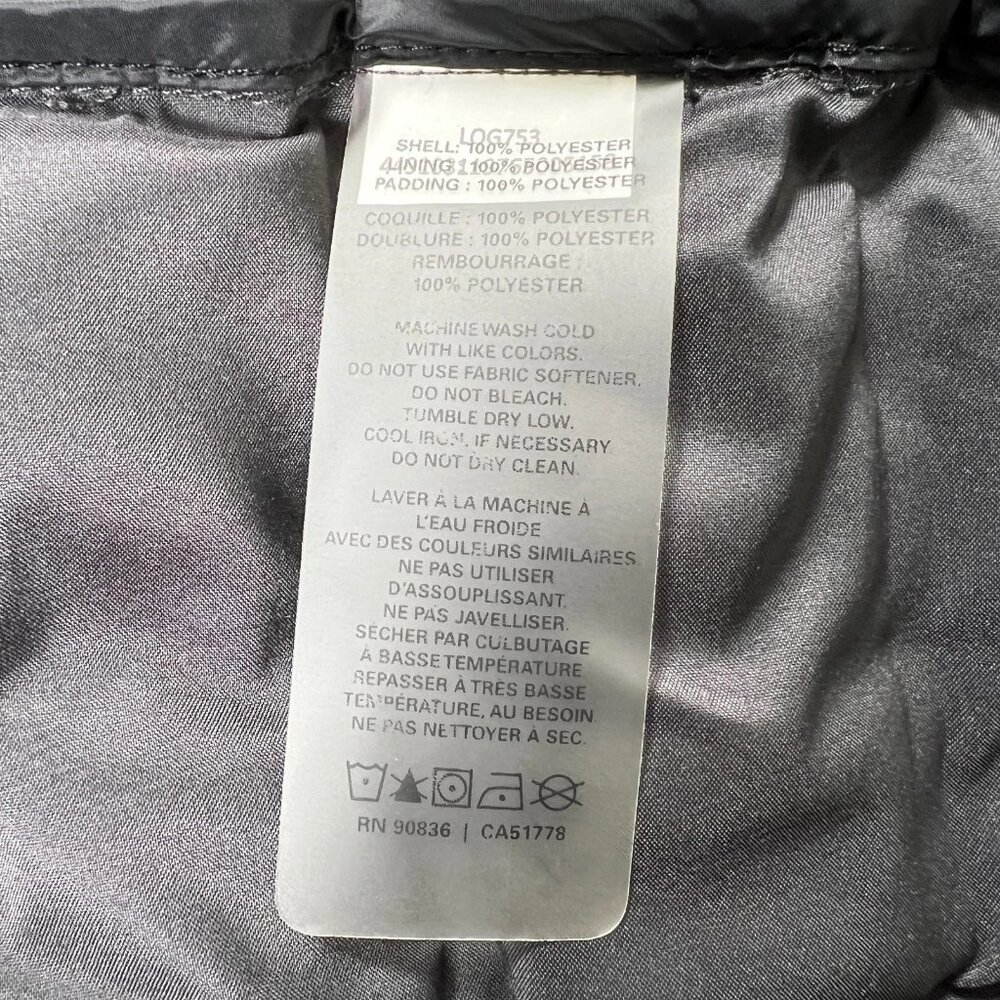 LOG753
SHELL: 100% POLYESTER
LINING : 100% POLYESTER
PADDING : 100% POLYESTER
COQUILLE : 100% POLYESTER
DOUBLURE : 100% POLYESTER
REMBOURRAGE :
100% POLYESTER
MACHINE WASH COLD
WITH LIKE COLORS.
DO NOT USE FABRIC SOFTENER.
DO NOT BLEACH.
TUMBLE DRY LOW.
COOL IRON, IF NECESSARY
DO NOT DRY CLEAN.
LAVER À LA MACHINE À
L'EAU FROIDE
AVEC DES COULEURS SIMILAIRES
NE PAS UTILISER
D'ASSOUPLISSANT.
NE PAS JAVELLISER.
SÉCHER PAR CULBUTAGE
À BASSE TEMPÉRATURE
REPASSER À TRÈS BASSE
TEMPÉRATURE, AU BESOIN
NE PAS NETTOYER À SEC.
RN 90836 | CA51778